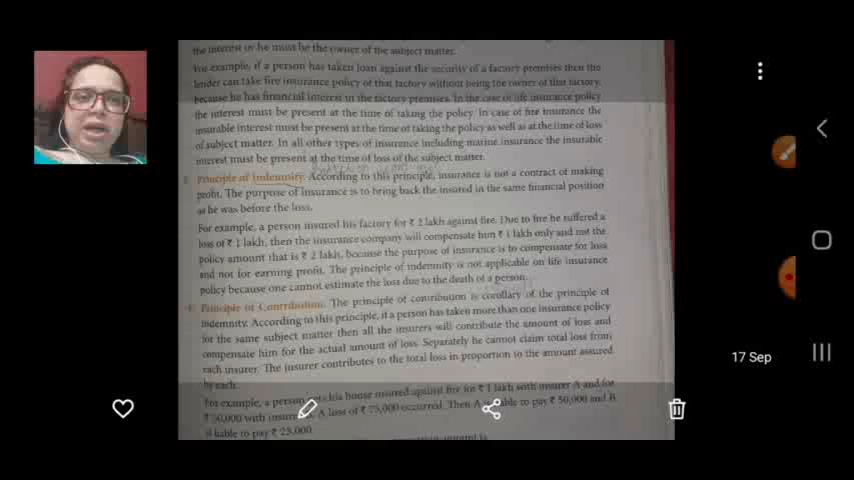 the interest or he must be the owner of the subject matter.
For example, if a person has taken loan against the security of a factory premises then the
lender can take fire insurance policy of that factory without being the owner of that factory,
because he has financial interest in the factory premises. In the case of life insurance policy
the interest must be present at the time of taking the policy. In case of fire insurance the
insurable interest must be present at the time of taking the policy as well as at the time of loss
of subject matter. In all other types of insurance including marine insurance the insurable
interest must be present at the time of loss of the subject matter.
Principle of Indemnity. According to this principle, insurance is not a contract of making
profit. The purpose of insurance is to bring back the insured in the same financial position
as he was before the loss.
For example, a person insured his factory for ₹ 2 lakh against fire. Due to fire he suffered a
loss of ₹ 1 lakh, then the insurance company will compensate him ₹ 1 lakh only and not the
policy amount that is ₹ 2 lakh, because the purpose of insurance is to compensate for loss
and not for earning profit. The principle of indemnity is not applicable on life insurance
policy because one cannot estimate the loss due to the death of a person.
4. Principle of Contribution. The principle of contribution is corollary of the principle of
indemnity. According to this principle, if a person has taken more than one insurance policy
for the same subject matter then all the insurers will contribute the amount of loss and
compensate him for the actual amount of loss. Separately he cannot claim total loss from
each insurer. The insurer contributes to the total loss in proportion to the amount assured
by each.
For example, a person gets his house insured against fire for ₹ 1 lakh with insurer A and for
₹ 50,000 with insurer A loss of ₹ 75,000 occurred. Then A is liable to pay ₹ 50,000 and B
is liable to pay ₹ 25,000.
17 Sep